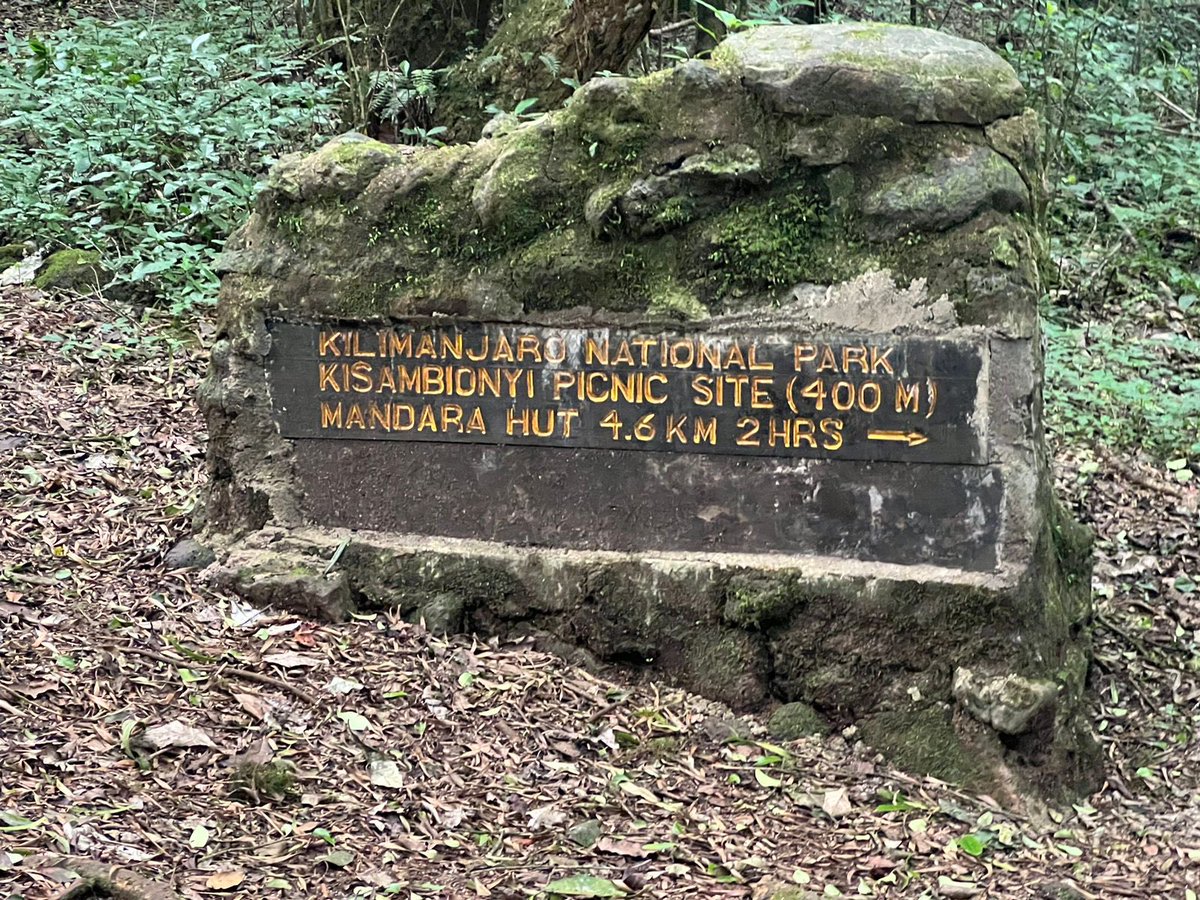 KILIMANJARO NATIONAL PARK
KISAMBIONYI PICNIC SITE (400 M)
MANDARA HUT 4.6 KM 2 HRS →